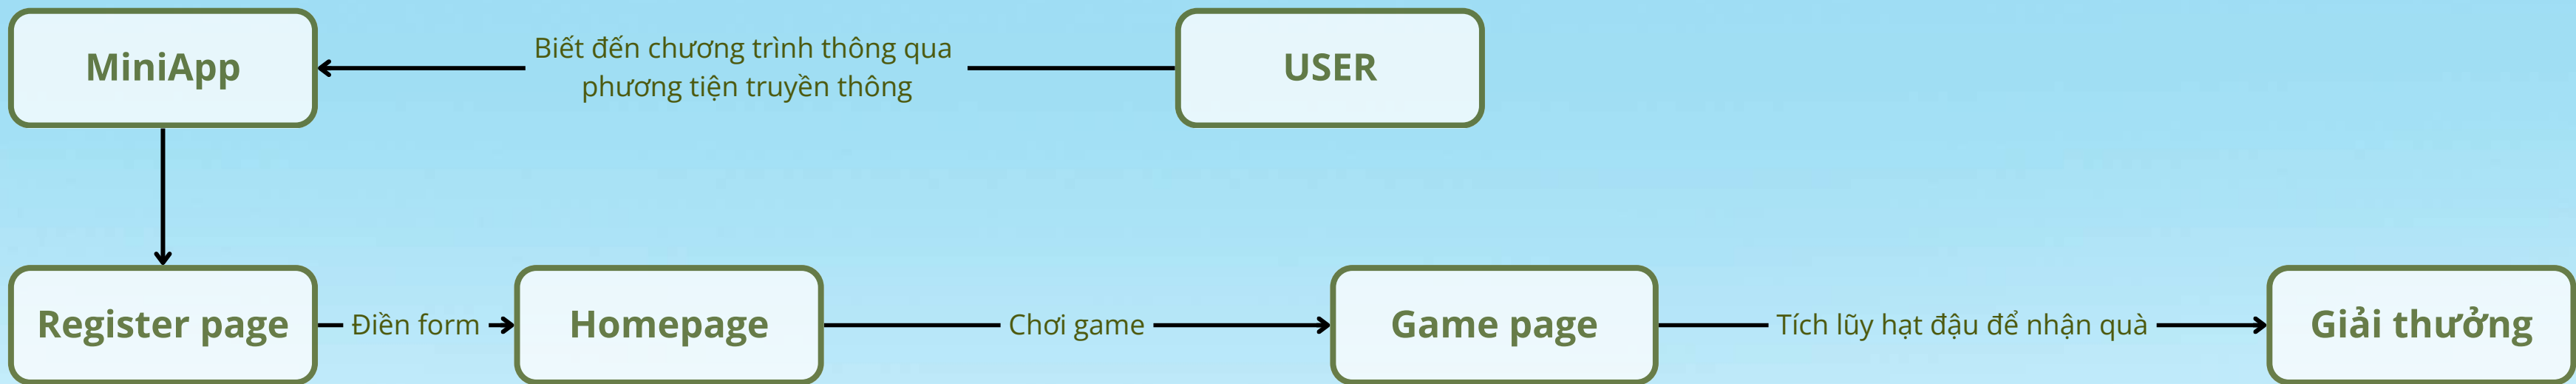 MiniApp
Biết đến chương trình thông qua
phương tiện truyền thông
USER
Register page
Điền form
Homepage
Chơi game
Game page
Tích lũy hạt đậu để nhận quà
Giải thưởng